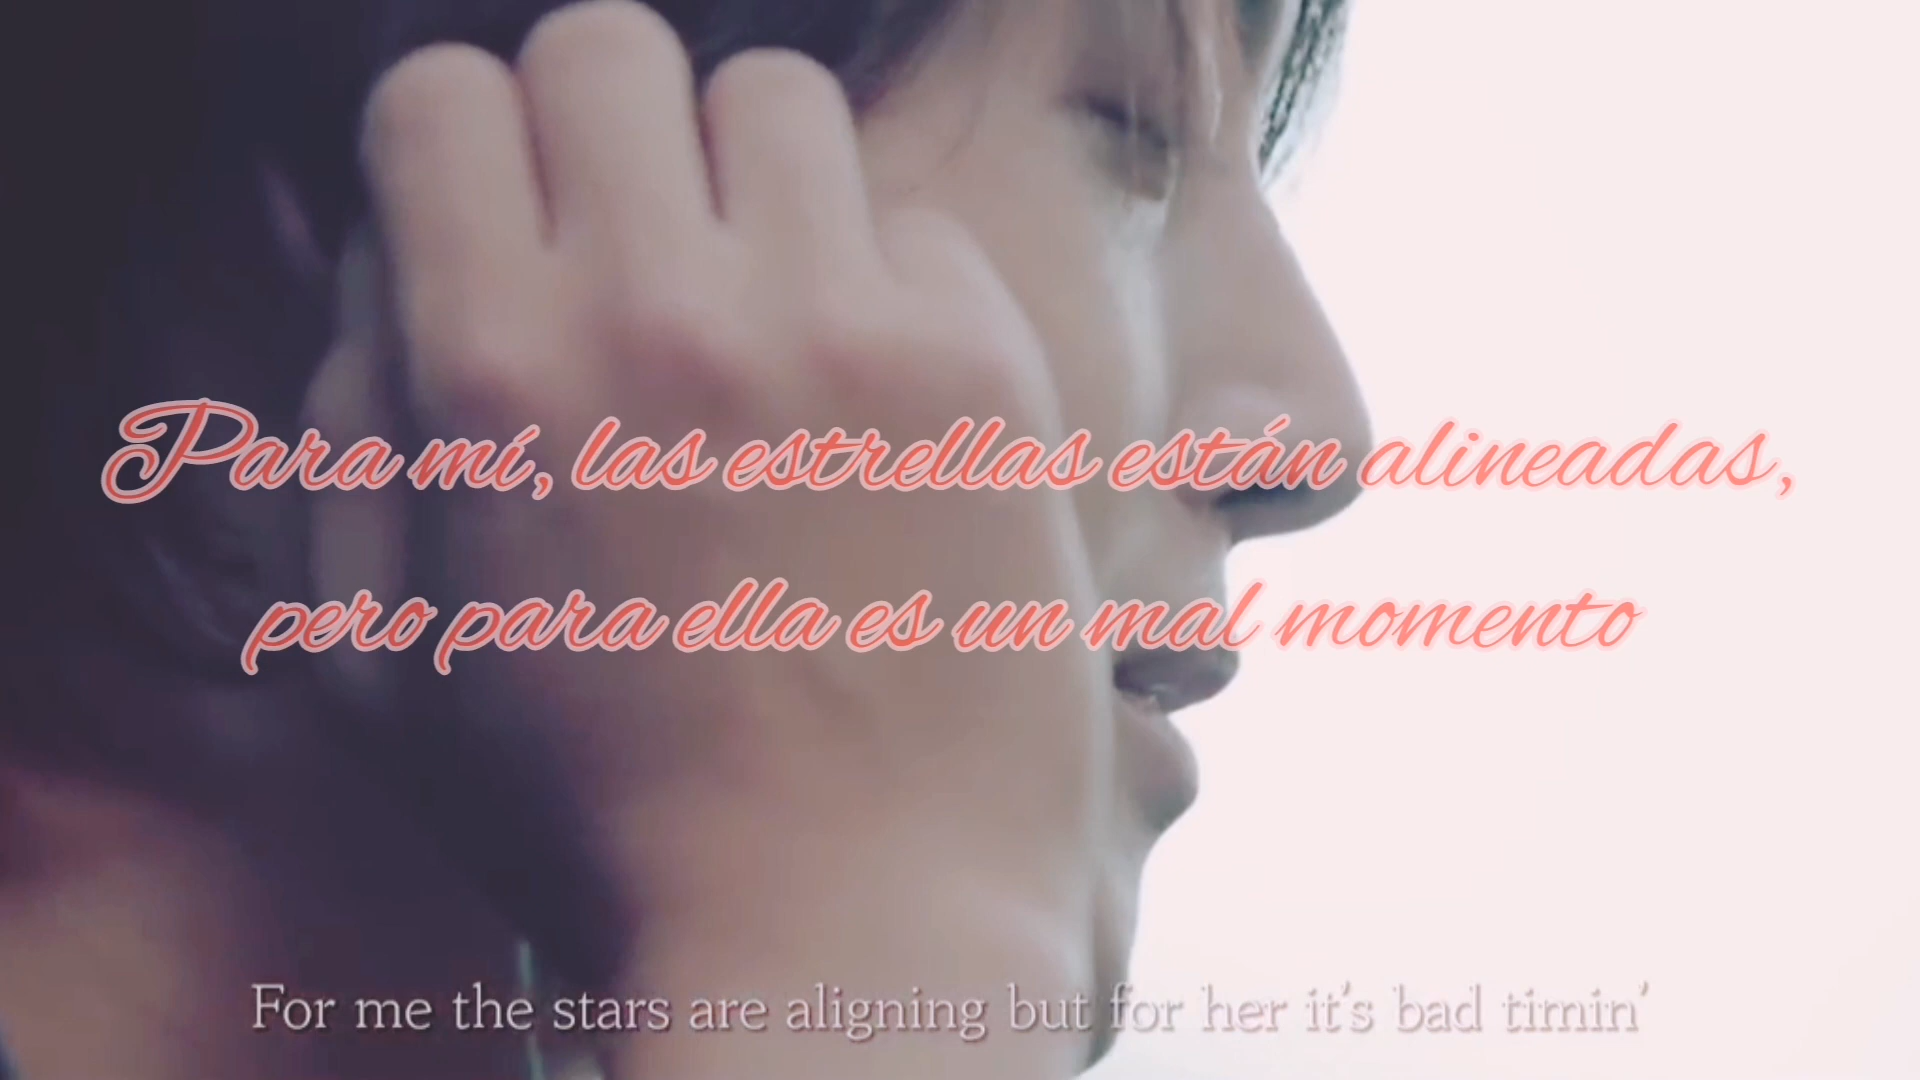 Para mí, las estrellas están alineadas,
pero para ella es un mal momento
For me the stars are aligning but for her it's bad timin'